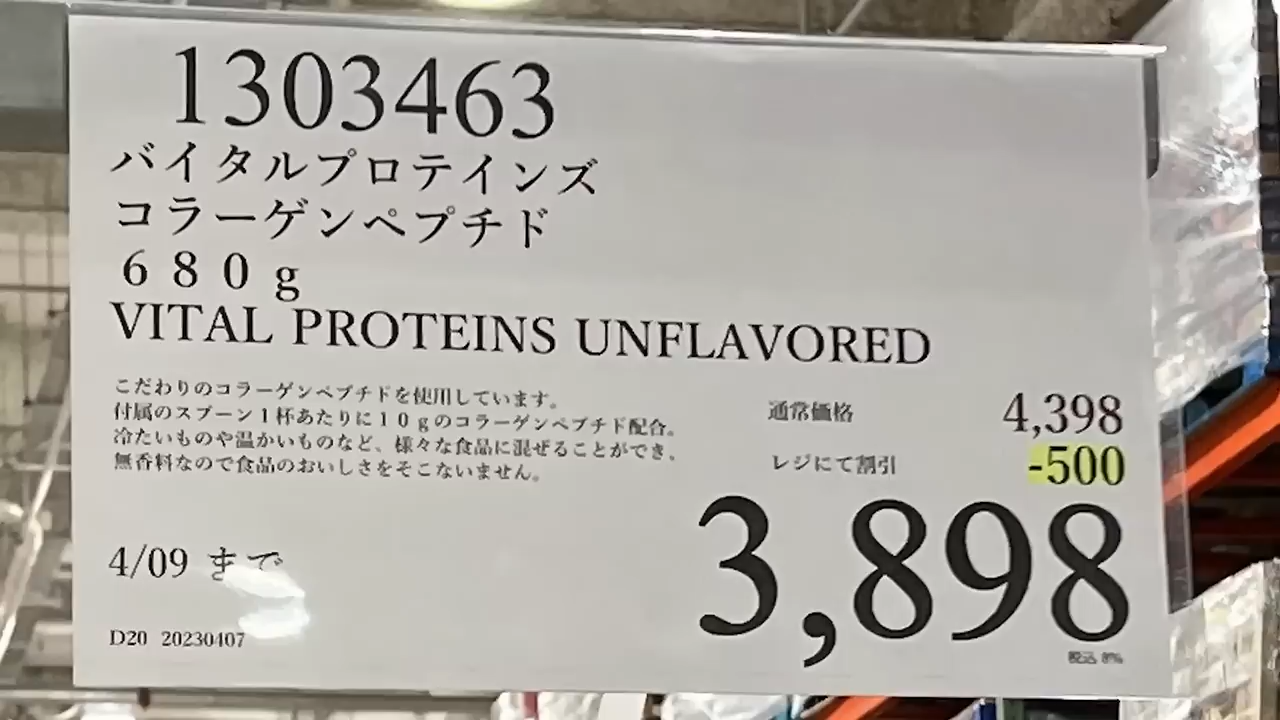 1303463
バイタルプロテインズ
コラーゲンペプチド
６８０ｇ
VITAL PROTEINS UNFLAVORED
こだわりのコラーゲンペプチドを使用しています。
付属のスプーン１杯あたりに１０ｇのコラーゲンペプチド配合。
冷たいものや温かいものなど、様々な食品に混ぜることができ、
無香料なので食品のおいしさをそこないません。
通常価格 4,398
レジにて割引 -500
3,898
税込 8%
4/09 まで
D20 20230407